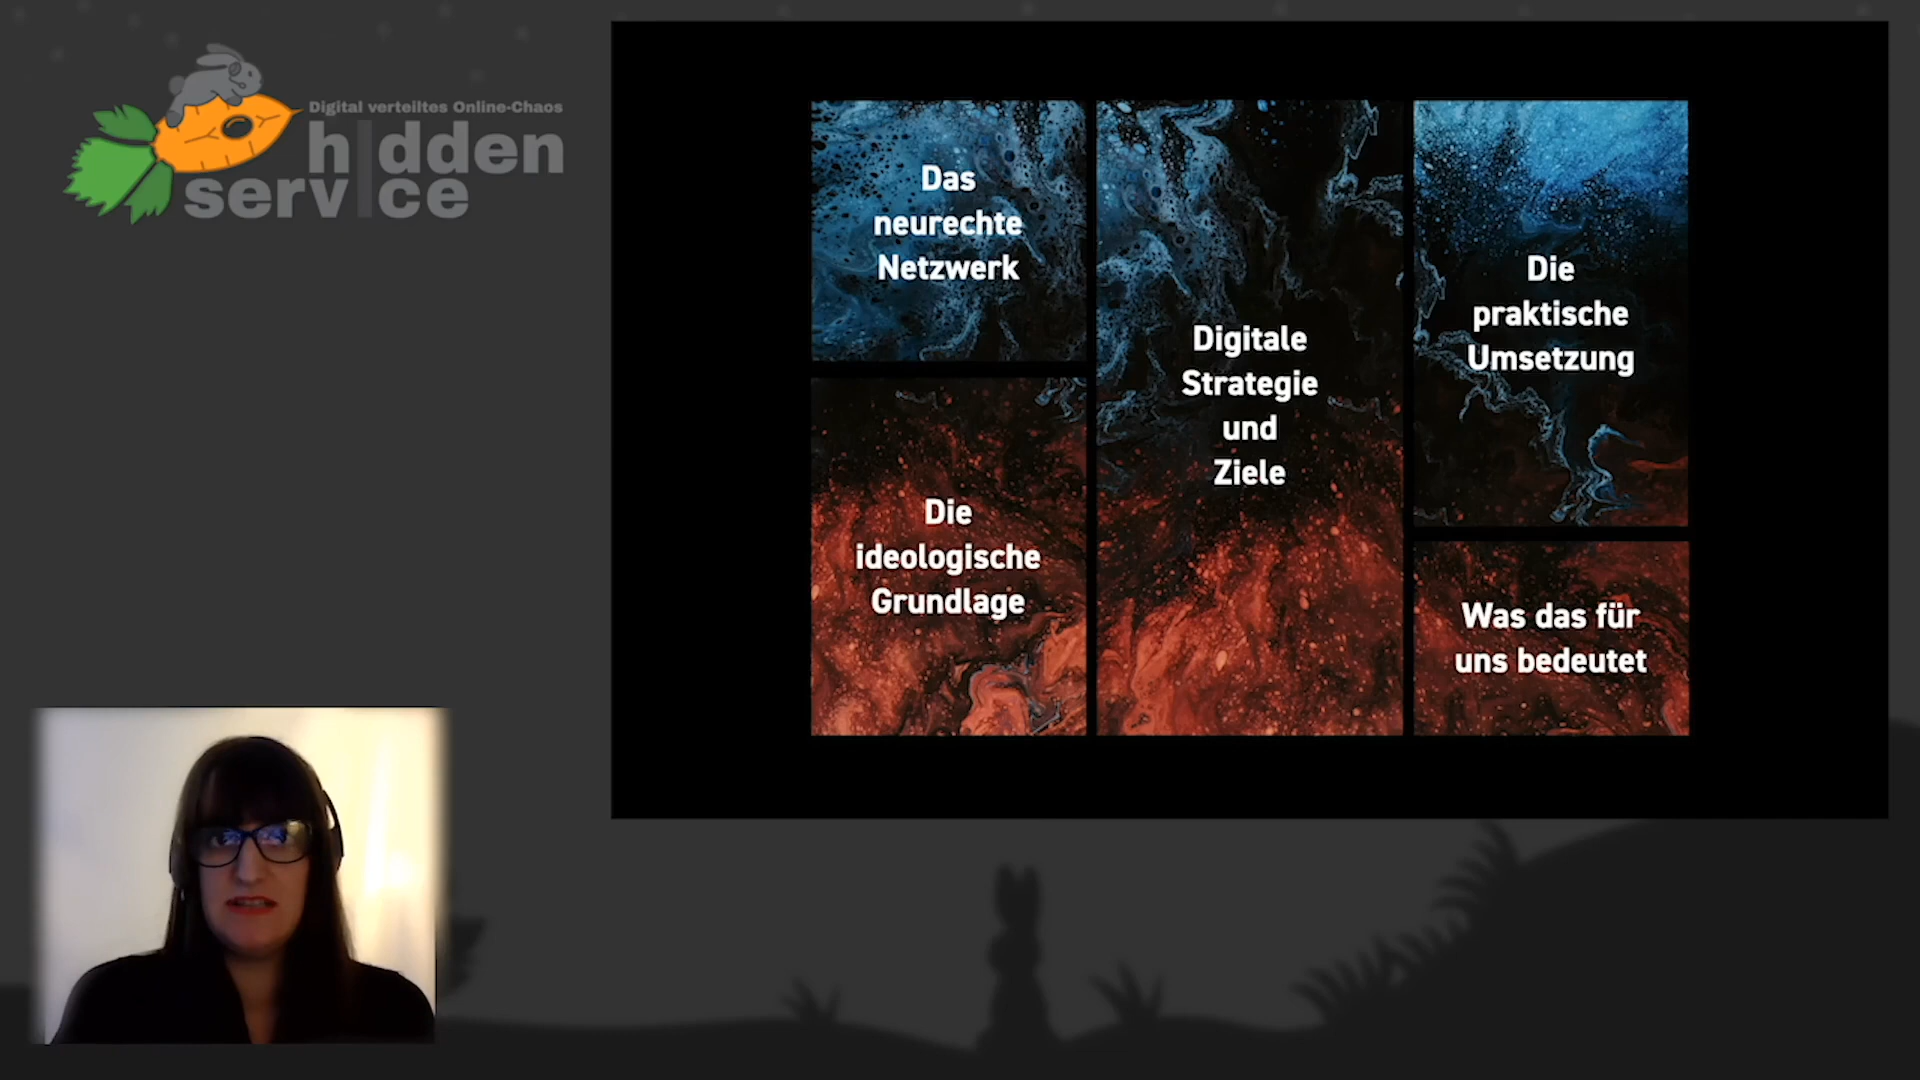 Digital verteiltes Online-Chaos
hidden
service
Das
neurechte
Netzwerk
Die
ideologische
Grundlage
Digitale
Strategie
und
Ziele
Die
praktische
Umsetzung
Was das für
uns bedeutet